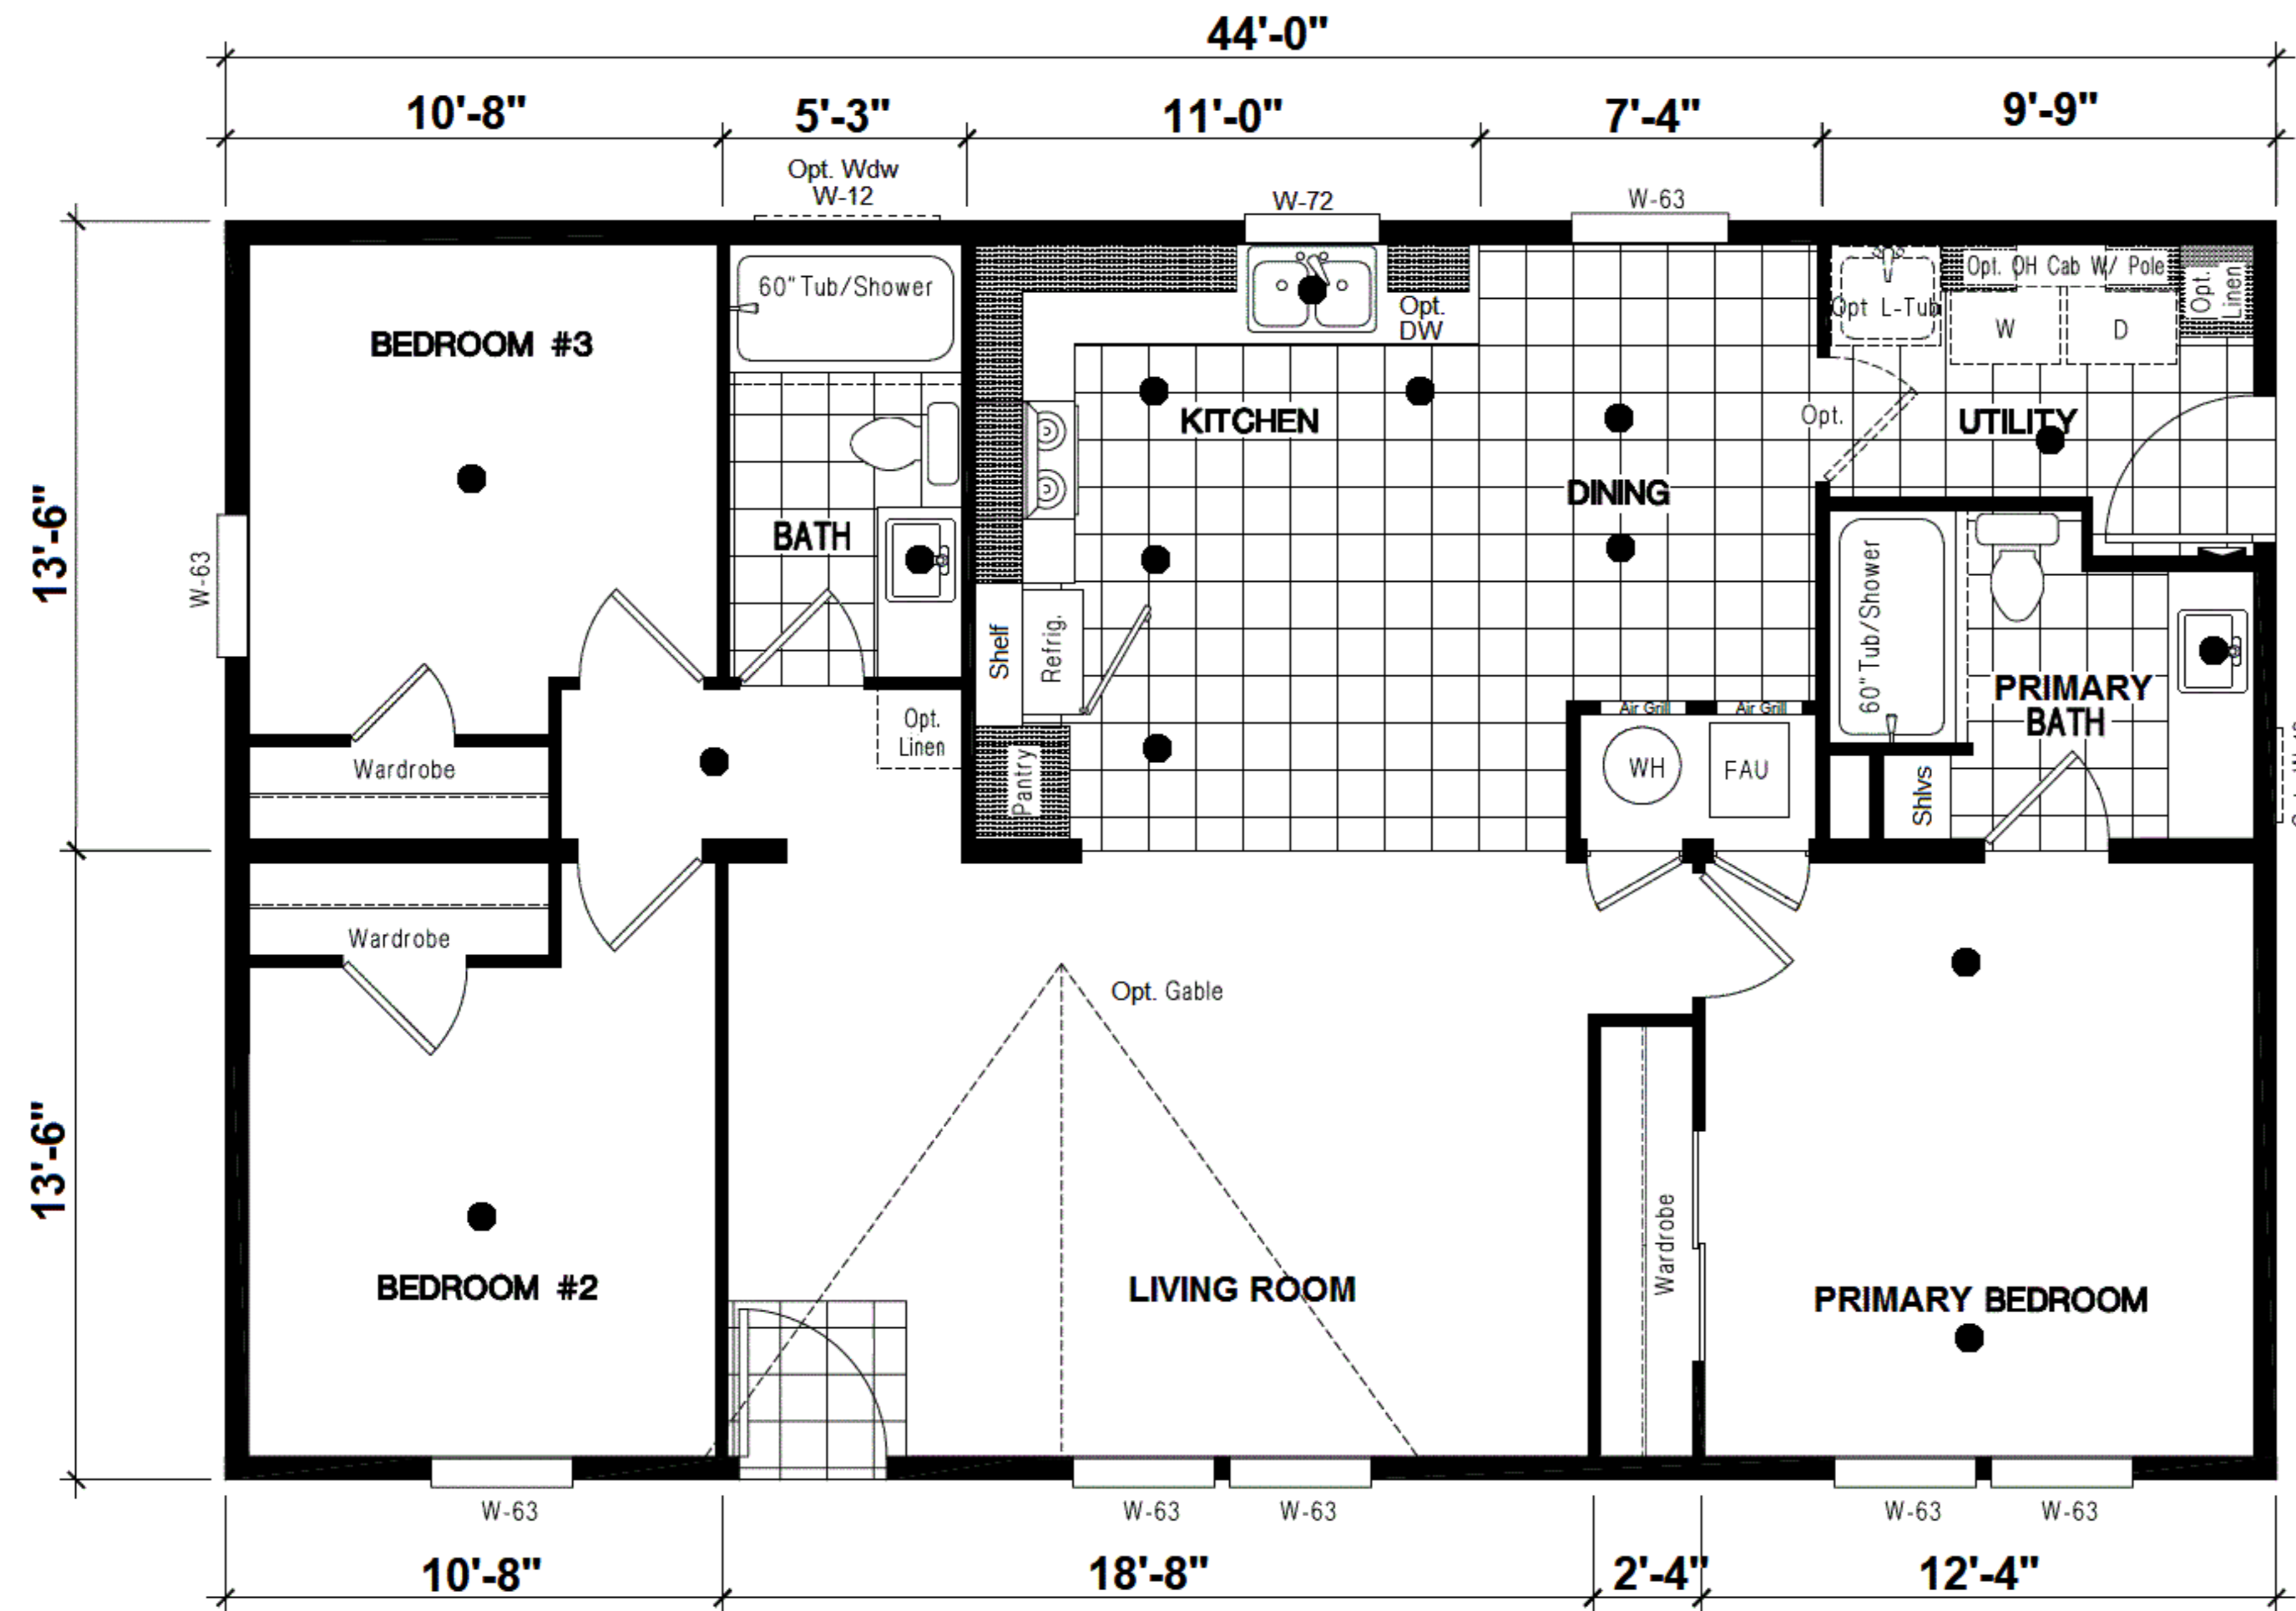 44'-0"
10'-8"
5'-3"
11'-0"
7'-4"
9'-9"
Opt. Wdw
W-12
W-72
W-63
60" Tub/Shower
Opt. OH Cab W/ Pole
Opt.
Linen
Opt L-Tub
W
D
Opt.
DW
BEDROOM #3
KITCHEN
Opt.
UTILITY
DINING
13'-6"
W-63
BATH
60" Tub/Shower
Shelf
Refrig.
PRIMARY
BATH
Opt.
Linen
Air Grill
Air Grill
Wardrobe
Pantry
WH
FAU
Shlvs
Wardrobe
Opt. Gable
13'-6"
Wardrobe
BEDROOM #2
LIVING ROOM
PRIMARY BEDROOM
W-63
W-63
W-63
W-63
W-63
10'-8"
18'-8"
2'-4"
12'-4"